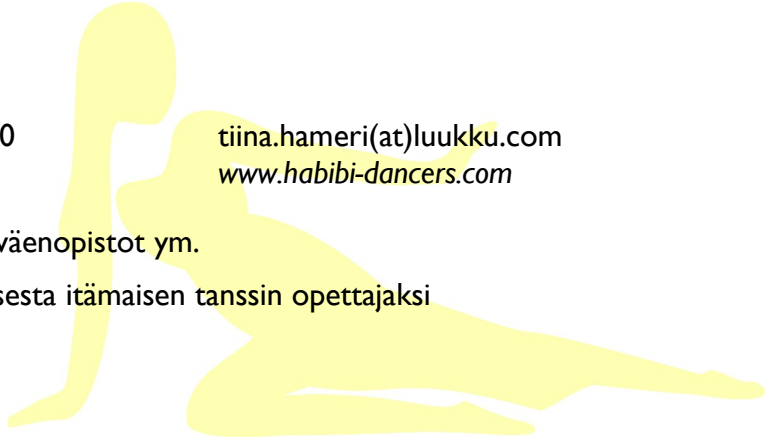 0 tiina.hameri(at)luukku.com
www.habibi-dancers.com
väenopistot ym.
sesta itämaisen tanssin opettajaksi